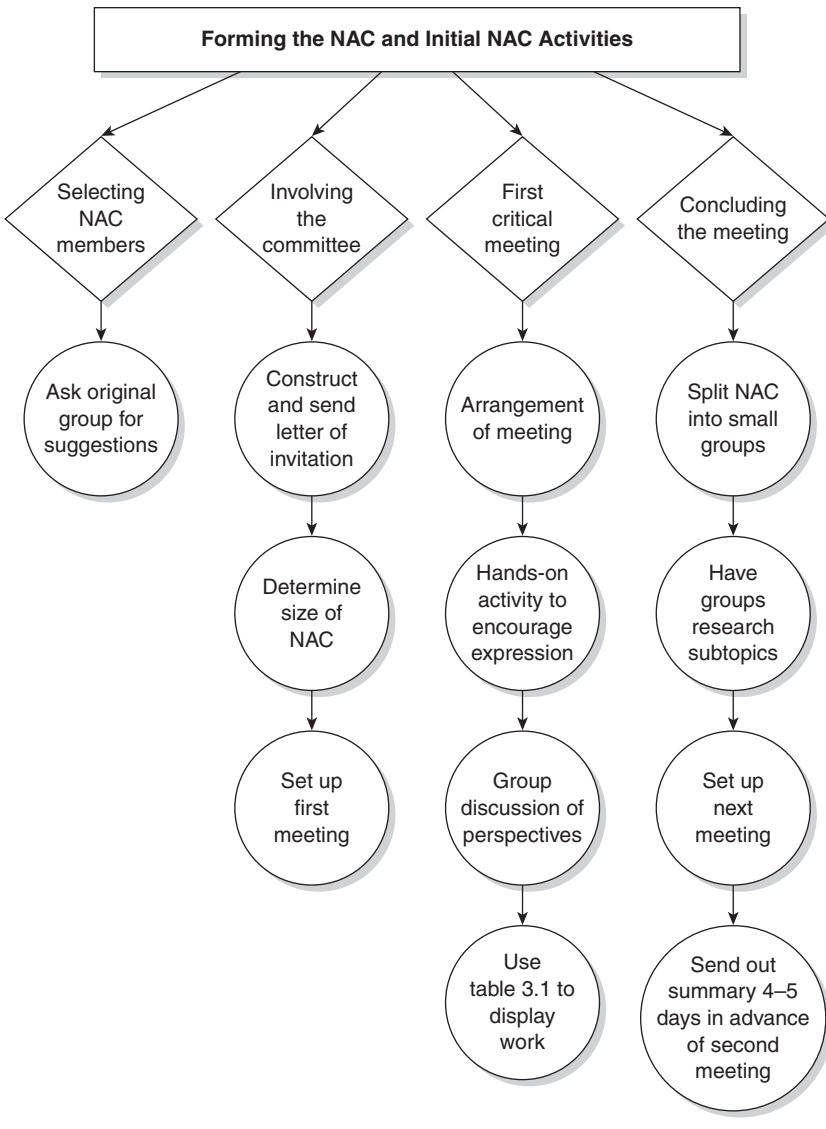 Forming the NAC and Initial NAC Activities
Selecting
NAC
members
Involving
the
committee
First
critical
meeting
Concluding
the meeting
Ask original
group for
suggestions
Construct
and send
letter of
invitation
Arrangement
of meeting
Split NAC
into small
groups
Determine
size of
NAC
Hands-on
activity to
encourage
expression
Have
groups
research
subtopics
Set up
first
meeting
Group
discussion of
perspectives
Set up
next
meeting
Use
table 3.1 to
display
work
Send out
summary 4–5
days in advance
of second
meeting